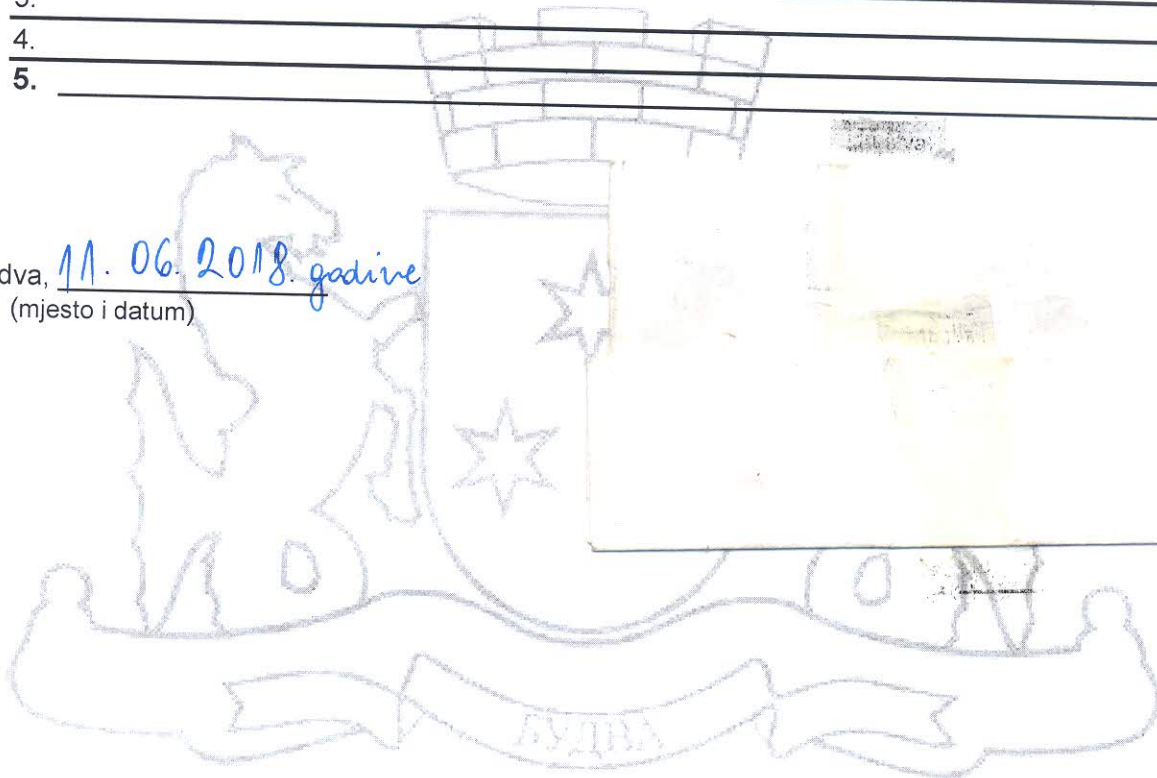 4.
5.
dva, 11. 06. 2018. godine
(mjesto i datum)
БУДВА